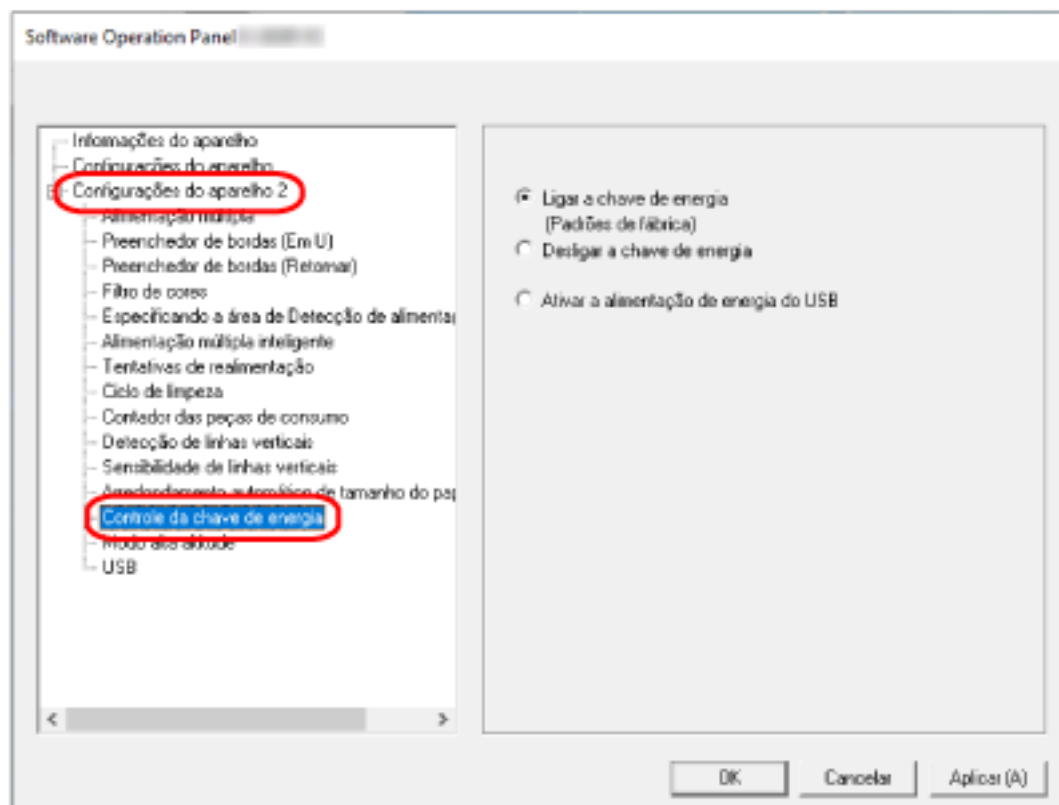 Software Operation Panel
Informações do aparelho
Configurações do aparelho
Configurações do aparelho 2
Alimentação múltipla
Preenchedor de bordas (Em U)
Preenchedor de bordas (Retornar)
Filtro de cores
Especificando a área de Detecção de alimenta
Alimentação múltipla inteligente
Tentativas de realimentação
Ciclo de limpeza
Contador das peças de consumo
Detecção de linhas verticais
Sensibilidade de linhas verticais
Arredondamento automático de tamanho do pap
Controle da chave de energia
Modo alta altitude
USB
Ligar a chave de energia
(Padrões de fábrica)
Desligar a chave de energia
Ativar a alimentação de energia do USB
OK Cancelar Aplicar (A)